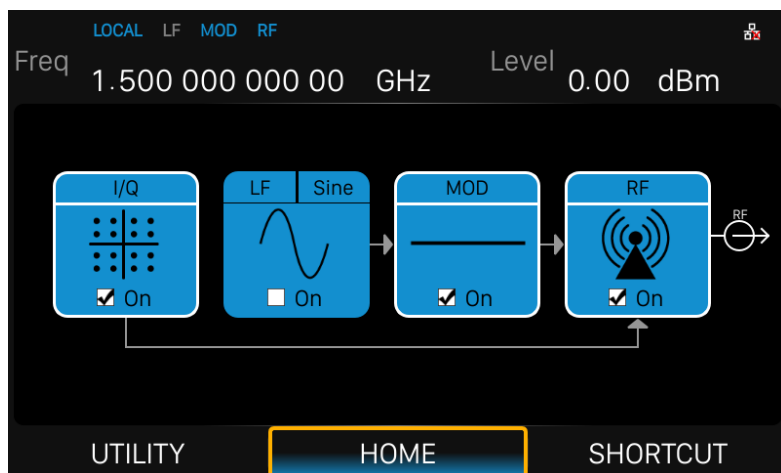 LOCAL LF MOD RF
Freq 1.500 000 000 00 GHz Level 0.00 dBm
I/Q LF Sine MOD RF
RF
On On On On
UTILITY HOME SHORTCUT